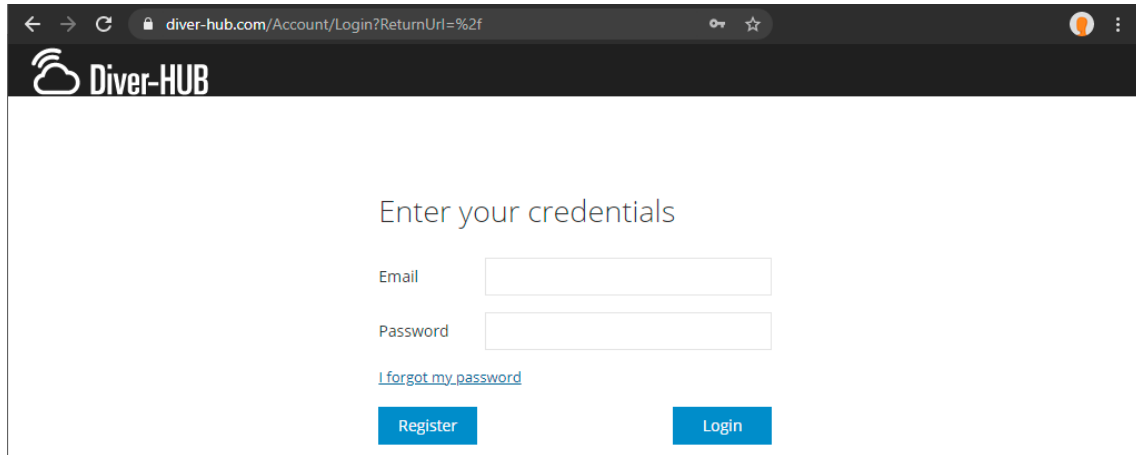 diver-hub.com/Account/Login?ReturnUrl=%2f
Diver-HUB
Enter your credentials
Email
Password
I forgot my password
Register Login